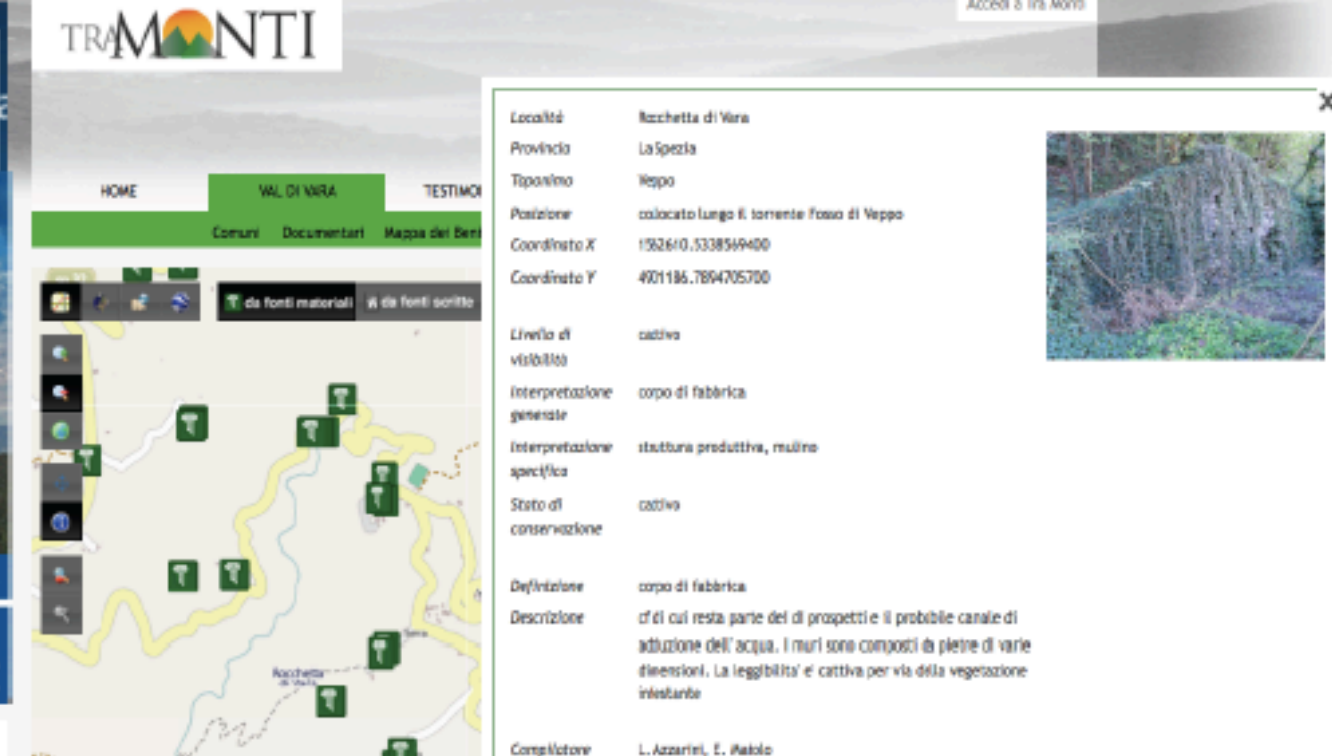 Accedi a Tra Monti
TRAMONTI
HOME
VAL DI VARA
TESTIMO
Comuni Documentari Mappa dei Beni
da fonti materiali
da fonti scritte
Rocchetta
di Vara
Località Rocchetta di Vara
Provincia La Spezia
Toponimo Veppo
Posizione colocato lungo il torrente Fosso di Veppo
Coordinata X 1562610.5338569400
Coordinata Y 4901186.7894705700
Livello di cattivo
visibilità
Interpretazione corpo di fabbrica
generale
Interpretazione struttura produttiva, mulino
specifica
Stato di cattivo
conservazione
Definizione corpo di fabbrica
Descrizione cf di cui resta parte dei di prospetti e il probibile canale di
adduzione dell'acqua. I muri sono composti da pietre di varie
dimensioni. La leggibilita' e' cattiva per via della vegetazione
infestante
Compilatore L. Azzarini, E. Maiolo
X